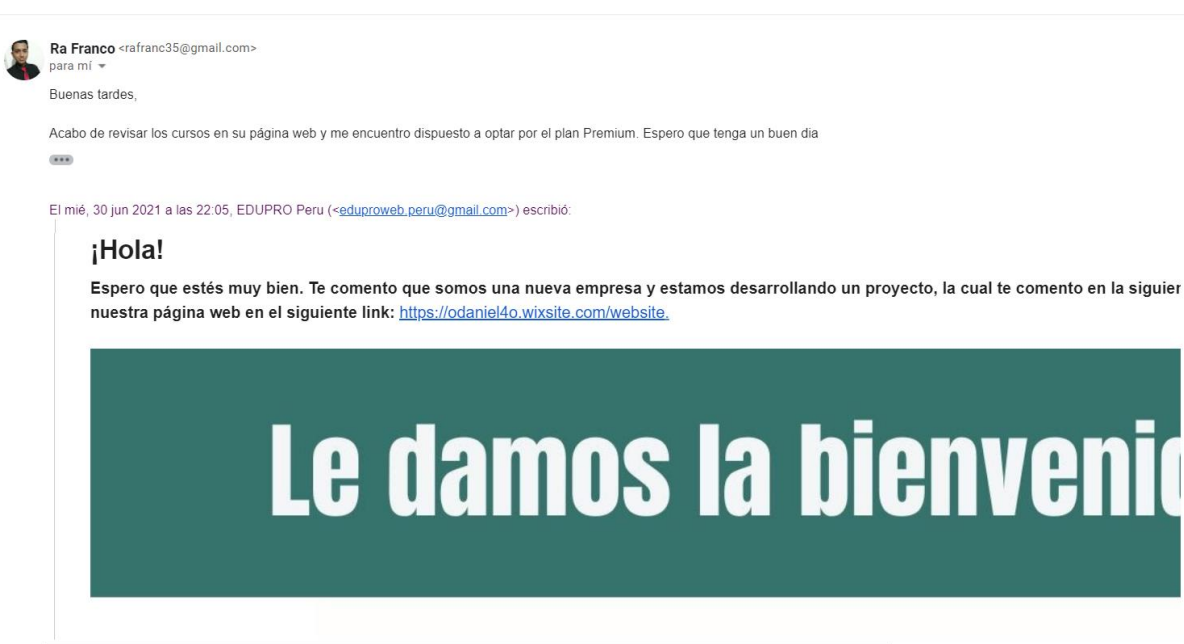 Ra Franco <rafranc35@gmail.com>
para mí
Buenas tardes,
Acabo de revisar los cursos en su página web y me encuentro dispuesto a optar por el plan Premium. Espero que tenga un buen dia
El mié, 30 jun 2021 a las 22:05, EDUPRO Peru (<eduproweb.peru@gmail.com>) escribió:
¡Hola!
Espero que estés muy bien. Te comento que somos una nueva empresa y estamos desarrollando un proyecto, la cual te comento en la siguien
nuestra página web en el siguiente link: https://odaniel4o.wixsite.com/website.
Le damos la bienvenid